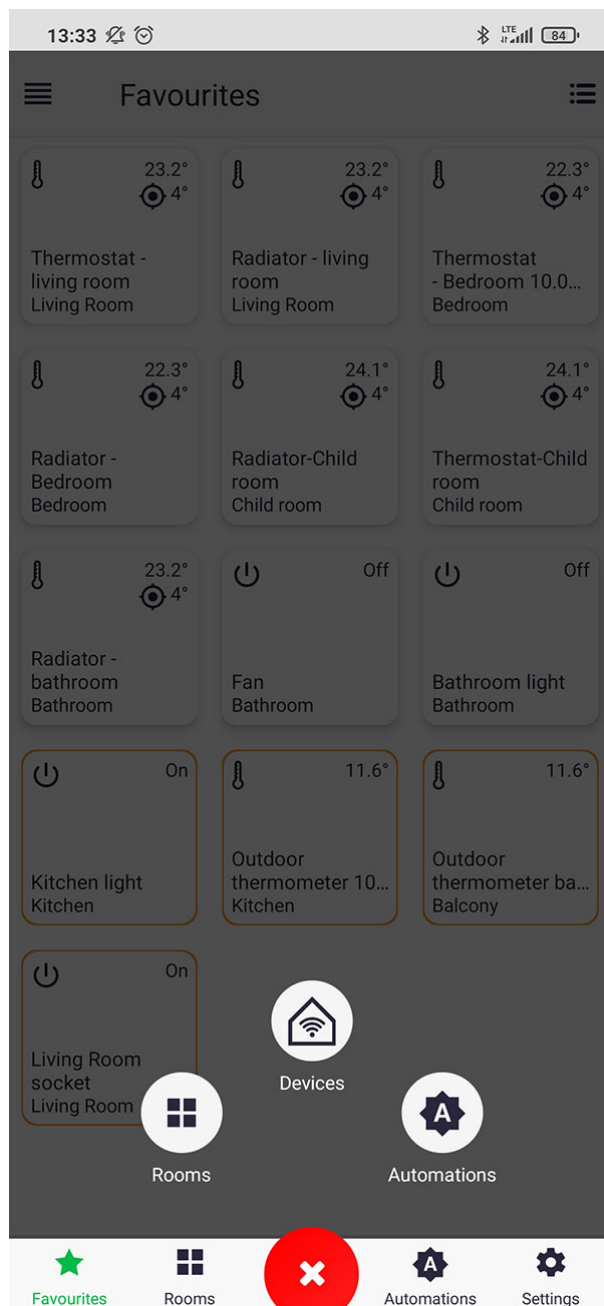 13:33 LTE 84
Favourites
23.2° 23.2° 22.3°
4° 4° 4°
Thermostat - Radiator - living Thermostat
living room room - Bedroom 10.0...
Living Room Living Room Bedroom
22.3° 24.1° 24.1°
4° 4° 4°
Radiator - Radiator-Child Thermostat-Child
Bedroom room room
Bedroom Child room Child room
23.2° Off Off
4°
Radiator -
bathroom Fan Bathroom light
Bathroom Bathroom Bathroom
On 11.6° 11.6°
Outdoor Outdoor
Kitchen light thermometer 10... thermometer ba...
Kitchen Kitchen Balcony
On
Living Room
socket Devices
Living Room
Rooms Automations
A
A
Favourites Rooms Automations Settings